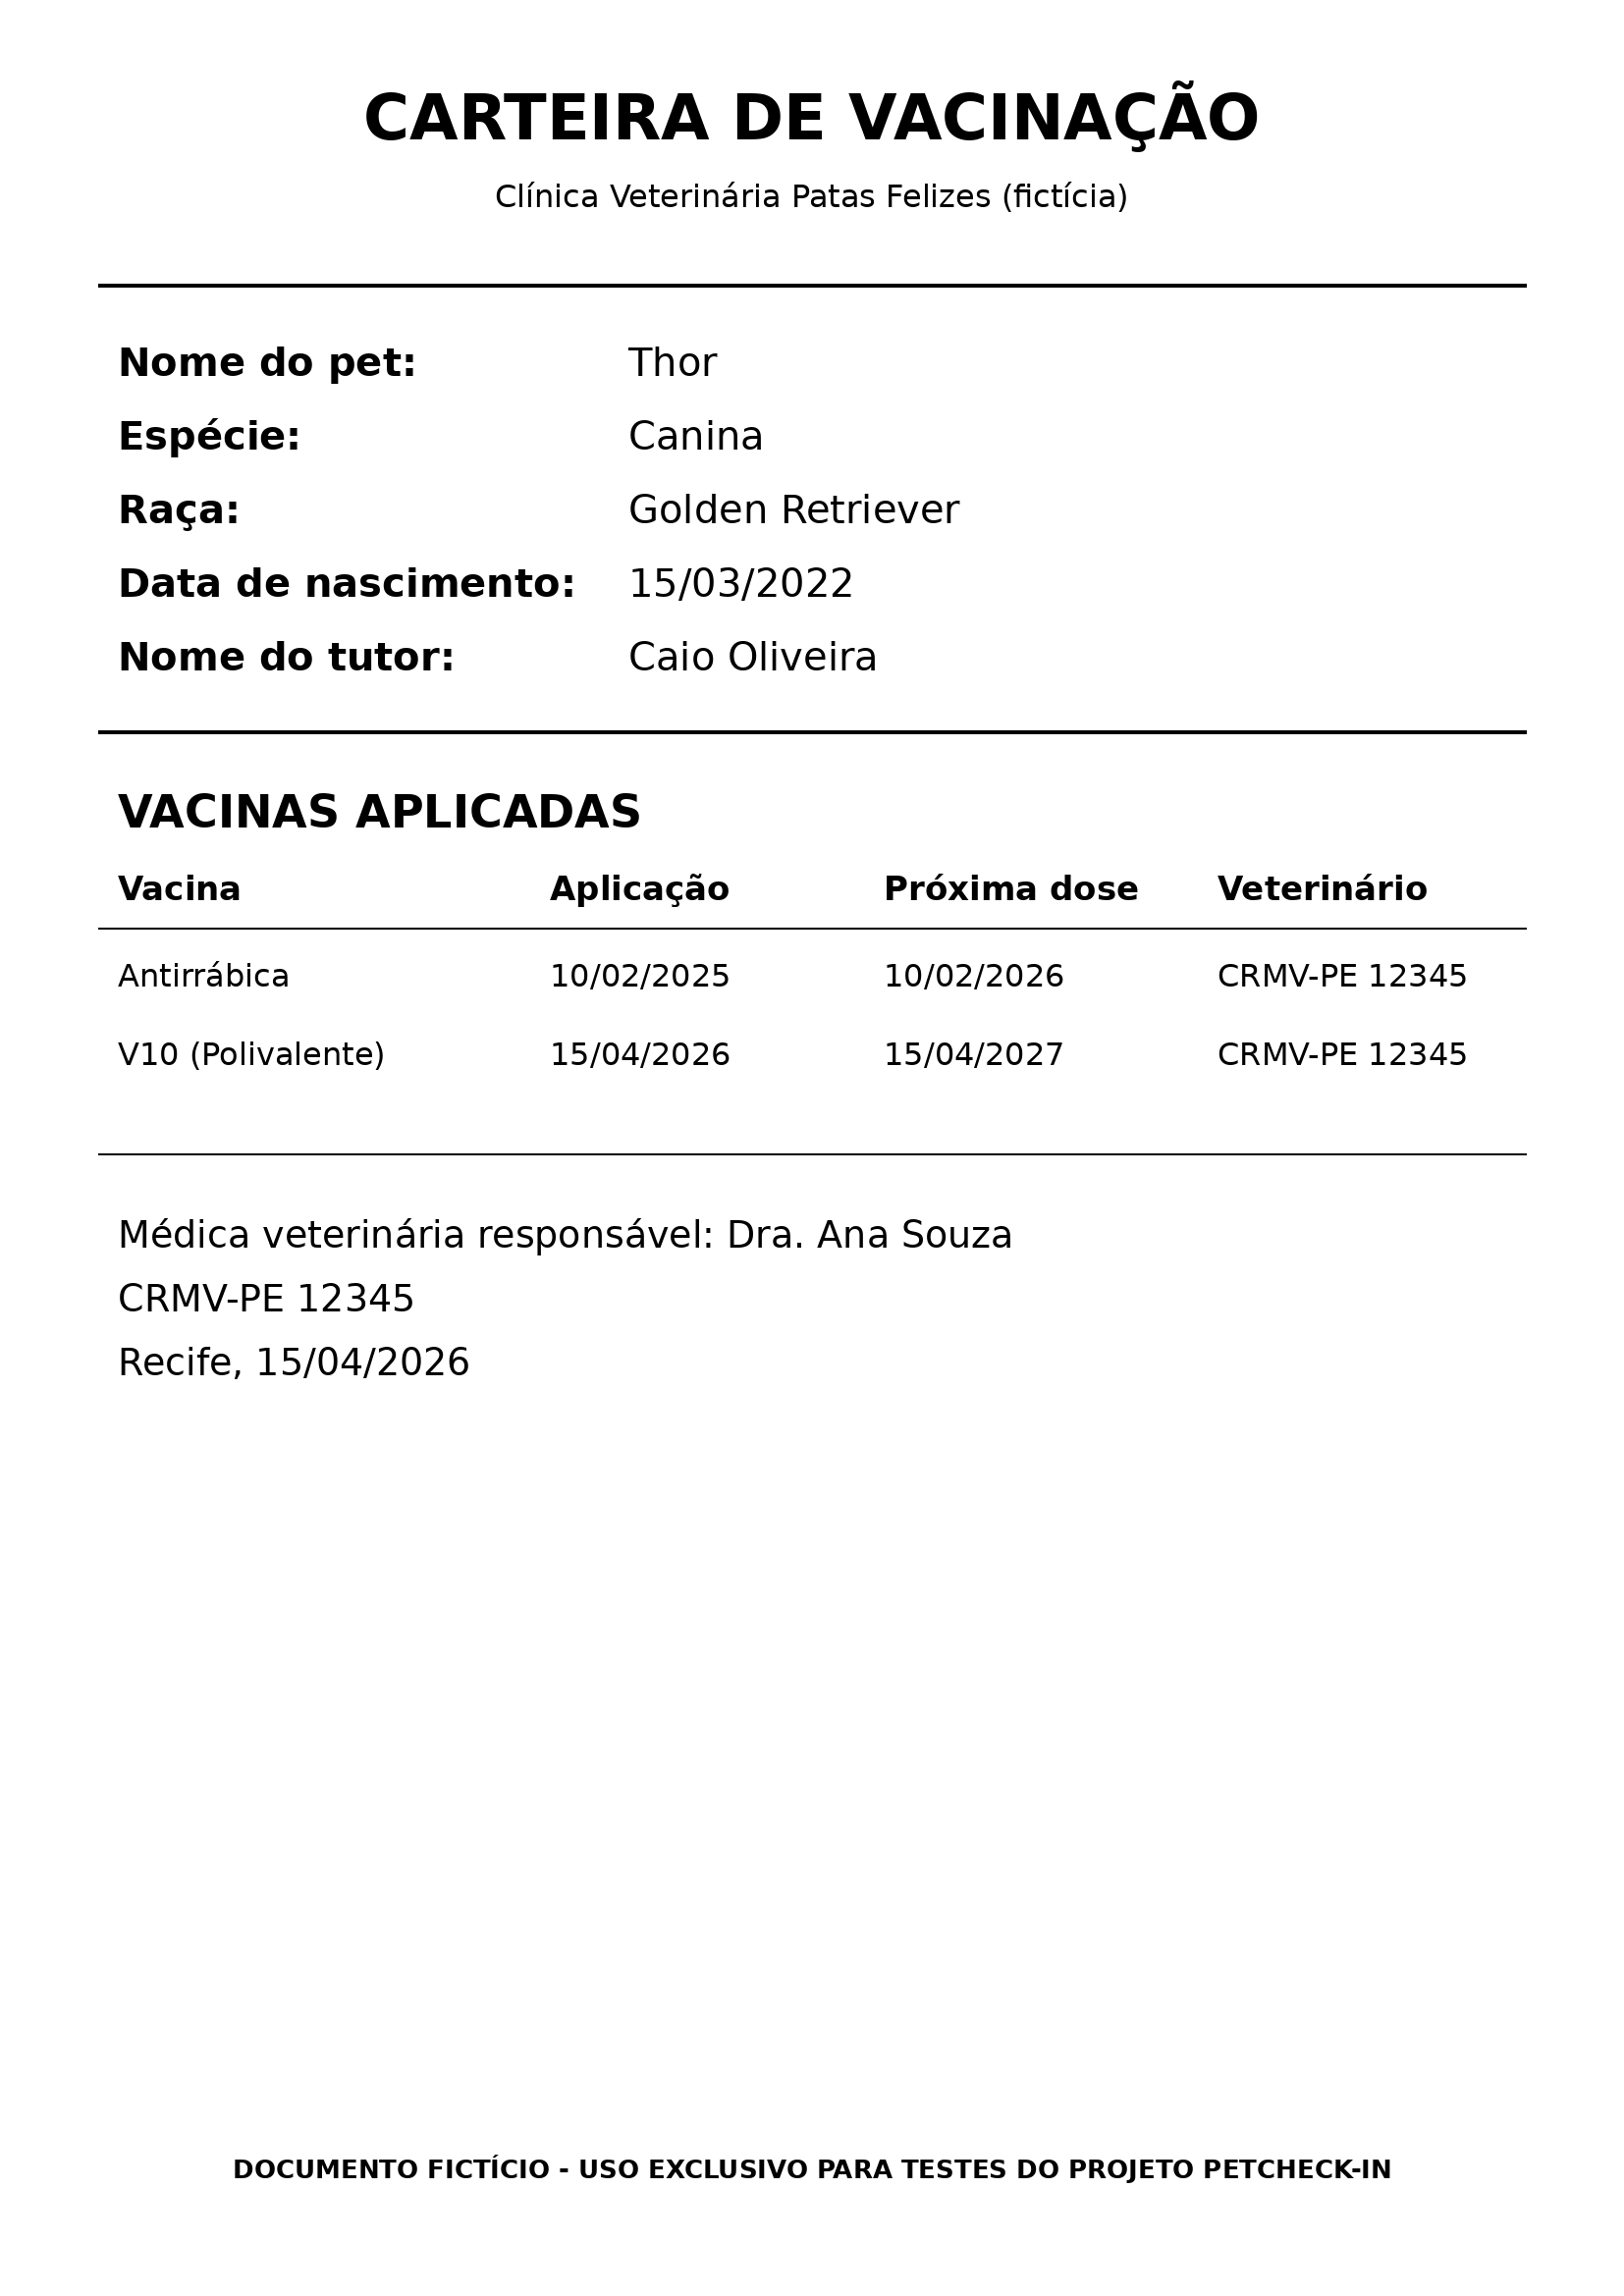 CARTEIRA DE VACINAÇÃO
Clínica Veterinária Patas Felizes (fictícia)
Nome do pet: Thor
Espécie: Canina
Raça: Golden Retriever
Data de nascimento: 15/03/2022
Nome do tutor: Caio Oliveira
VACINAS APLICADAS
Vacina Aplicação Próxima dose Veterinário
Antirrábica 10/02/2025 10/02/2026 CRMV-PE 12345
V10 (Polivalente) 15/04/2026 15/04/2027 CRMV-PE 12345
Médica veterinária responsável: Dra. Ana Souza
CRMV-PE 12345
Recife, 15/04/2026
DOCUMENTO FICTÍCIO - USO EXCLUSIVO PARA TESTES DO PROJETO PETCHECK-IN